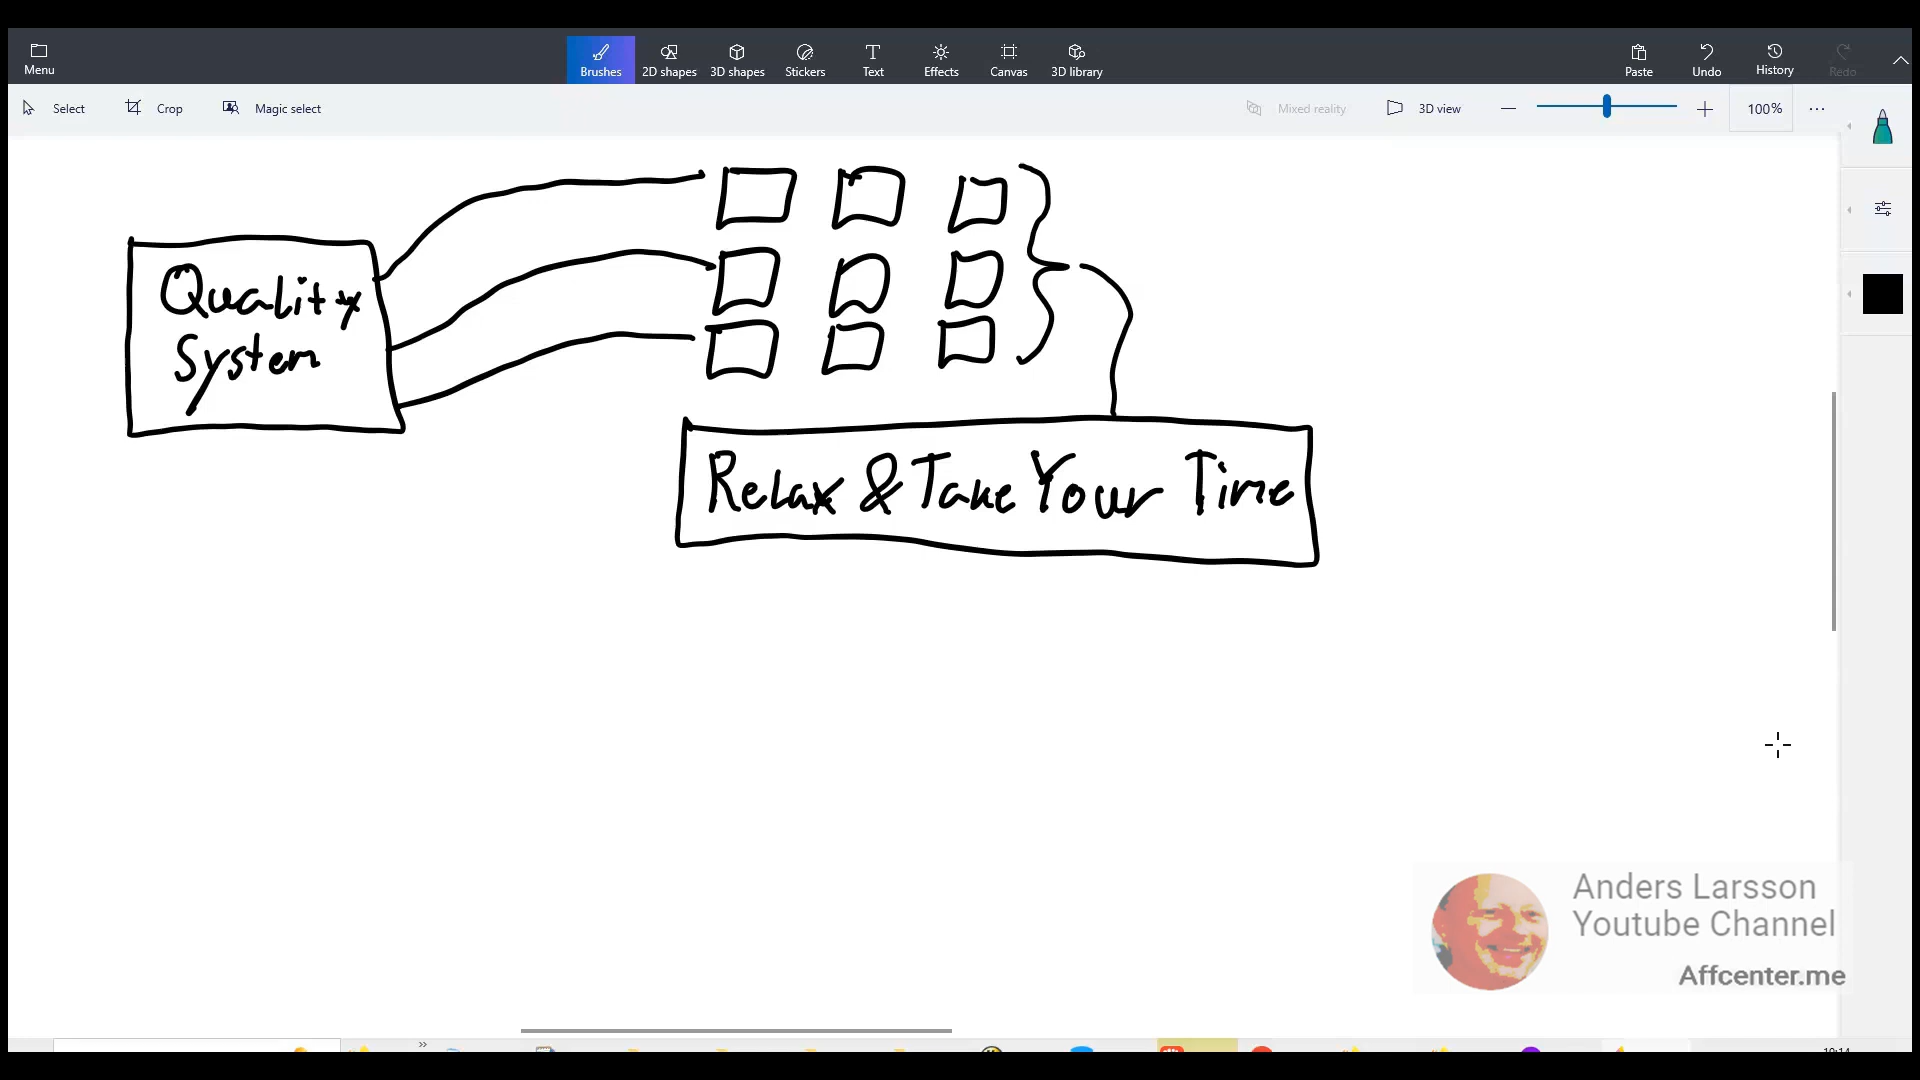 Menu
Brushes
2D shapes
3D shapes
Stickers
Text
Effects
Canvas
3D library
Paste
Undo
History
Redo
Select
Crop
Magic select
Mixed reality
3D view
100%
Quality
System
Relax & Take Your Time
Anders Larsson
Youtube Channel
Affcenter.me